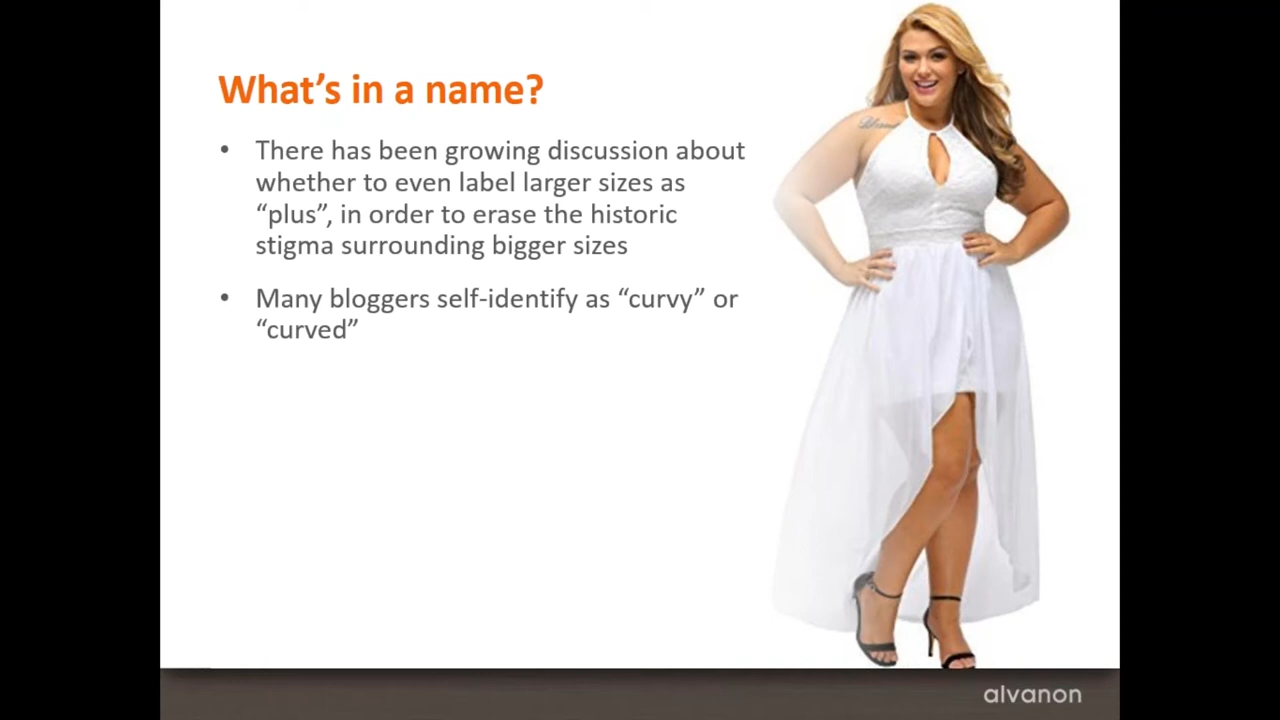 What’s in a name?
• There has been growing discussion about
whether to even label larger sizes as
“plus”, in order to erase the historic
stigma surrounding bigger sizes
• Many bloggers self-identify as “curvy” or
“curved”
alvanon